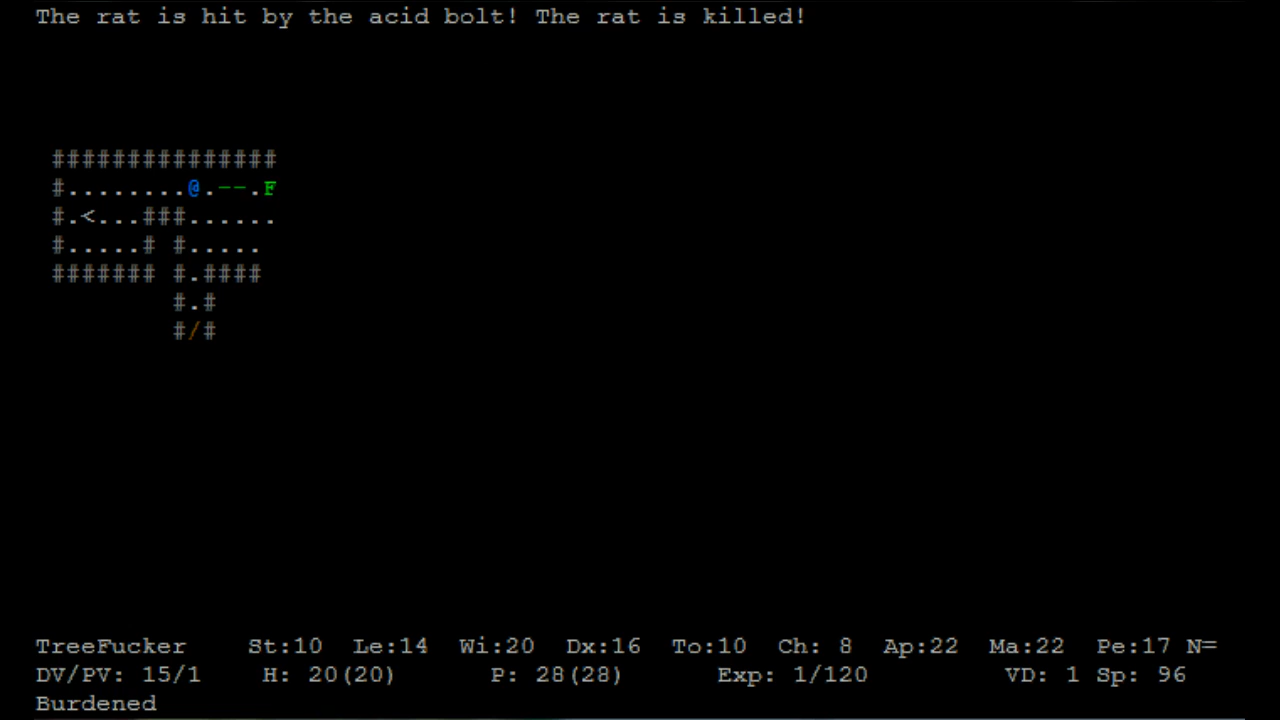 The rat is hit by the acid bolt! The rat is killed!
###############
#........@.--.F
#.<...###......
#.....# #.....
####### #.####
#.#
#/#
TreeFucker St:10 Le:14 Wi:20 Dx:16 To:10 Ch: 8 Ap:22 Ma:22 Pe:17 N=
DV/PV: 15/1 H: 20(20) P: 28(28) Exp: 1/120 VD: 1 Sp: 96
Burdened